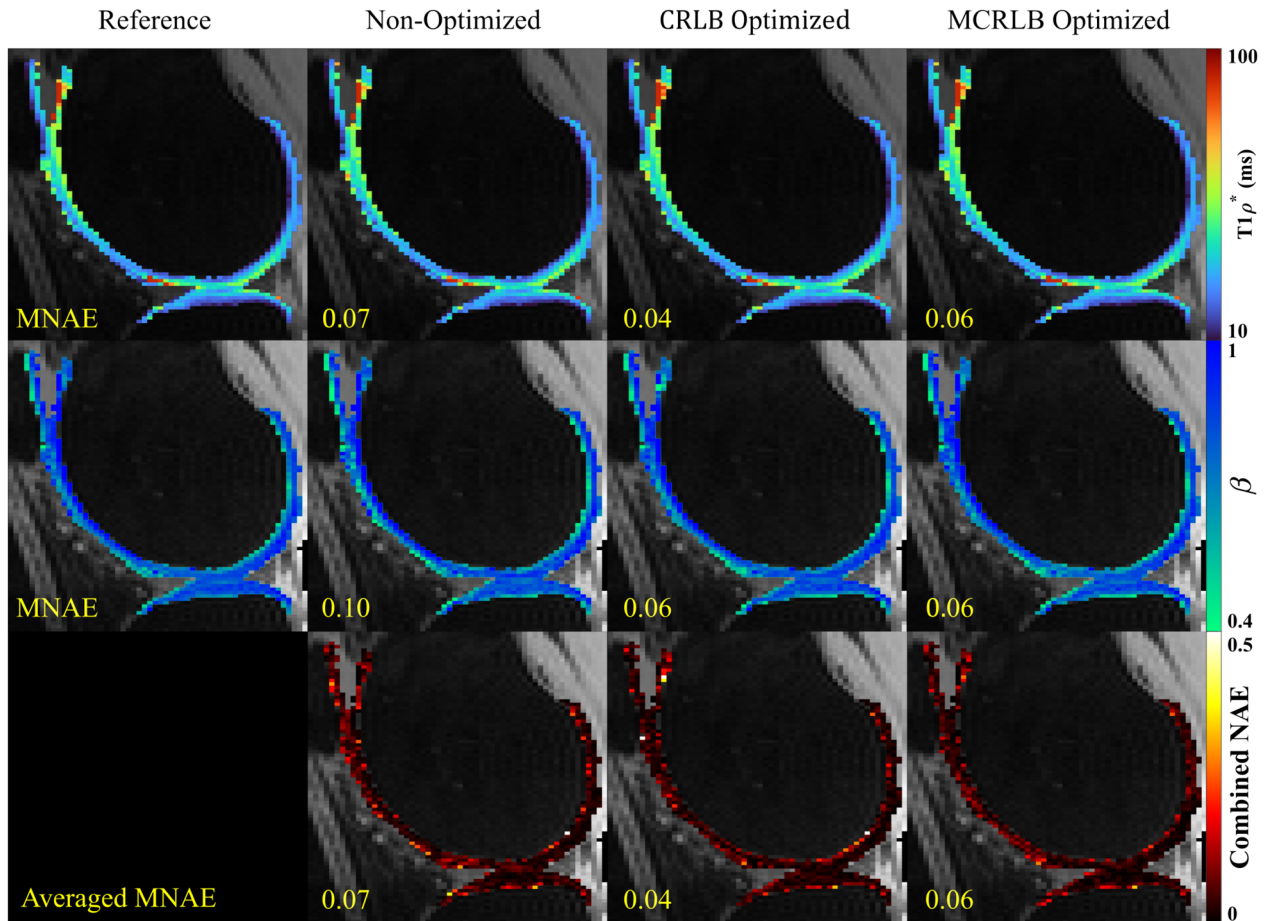 Reference Non-Optimized CRLB Optimized MCRLB Optimized
100
T1ρ* (ms)
MNAE 0.07 0.04 0.06
10
1
β
MNAE 0.10 0.06 0.06
0.4
0.5
Combined NAE
Averaged MNAE 0.07 0.04 0.06
0